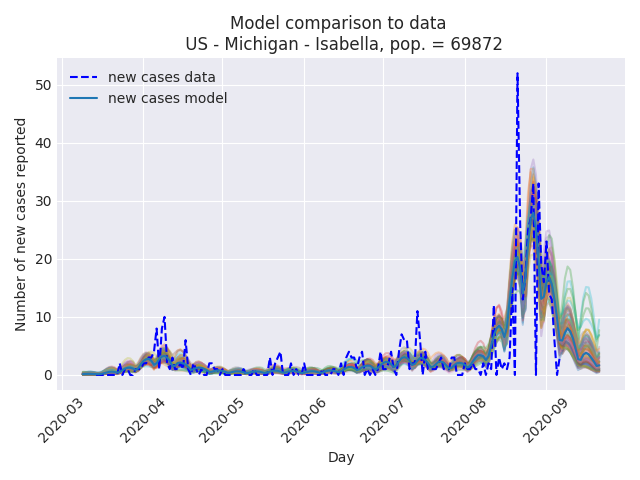 Model comparison to data
US - Michigan - Isabella, pop. = 69872
new cases data
new cases model
Number of new cases reported
50
40
30
20
10
0
2020-03
2020-04
2020-05
2020-06
2020-07
2020-08
2020-09
Day